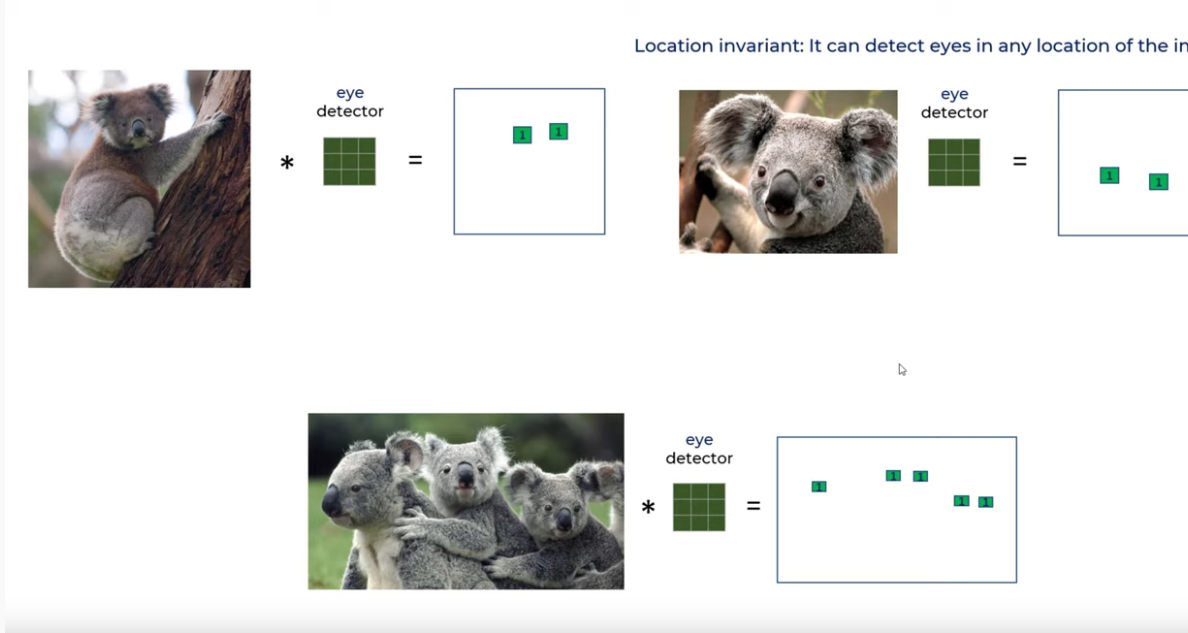 Location invariant: It can detect eyes in any location of the in
eye
detector
*
=
1
1
eye
detector
=
1
1
eye
detector
*
=
1
1
1
1
1